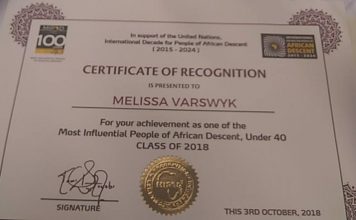 100
In support of the United Nations,
International Decade for People of African Descent
[ 2015 - 2024 ]
AFRICAN
DESCENT
CERTIFICATE OF RECOGNITION
IS PRESENTED TO
MELISSA VARSWYK
For your achievement as one of the
Most Influential People of African Descent, Under 40
CLASS OF 2018
SIGNATURE
THIS 3RD OCTOBER, 2018